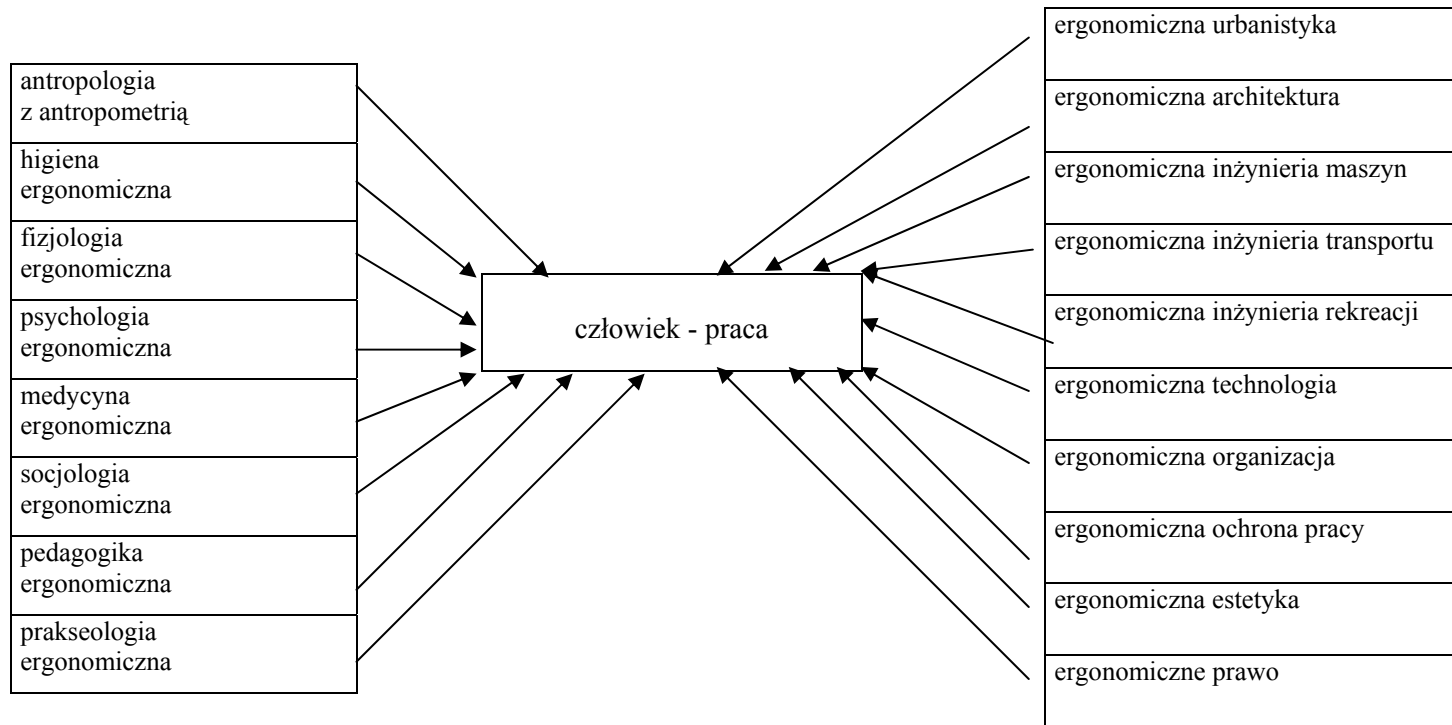 antropologia
z antropometrią
higiena
ergonomiczna
fizjologia
ergonomiczna
psychologia
ergonomiczna
medycyna
ergonomiczna
socjologia
ergonomiczna
pedagogika
ergonomiczna
prakseologia
ergonomiczna
człowiek - praca
ergonomiczna urbanistyka
ergonomiczna architektura
ergonomiczna inżynieria maszyn
ergonomiczna inżynieria transportu
ergonomiczna inżynieria rekreacji
ergonomiczna technologia
ergonomiczna organizacja
ergonomiczna ochrona pracy
ergonomiczna estetyka
ergonomiczne prawo